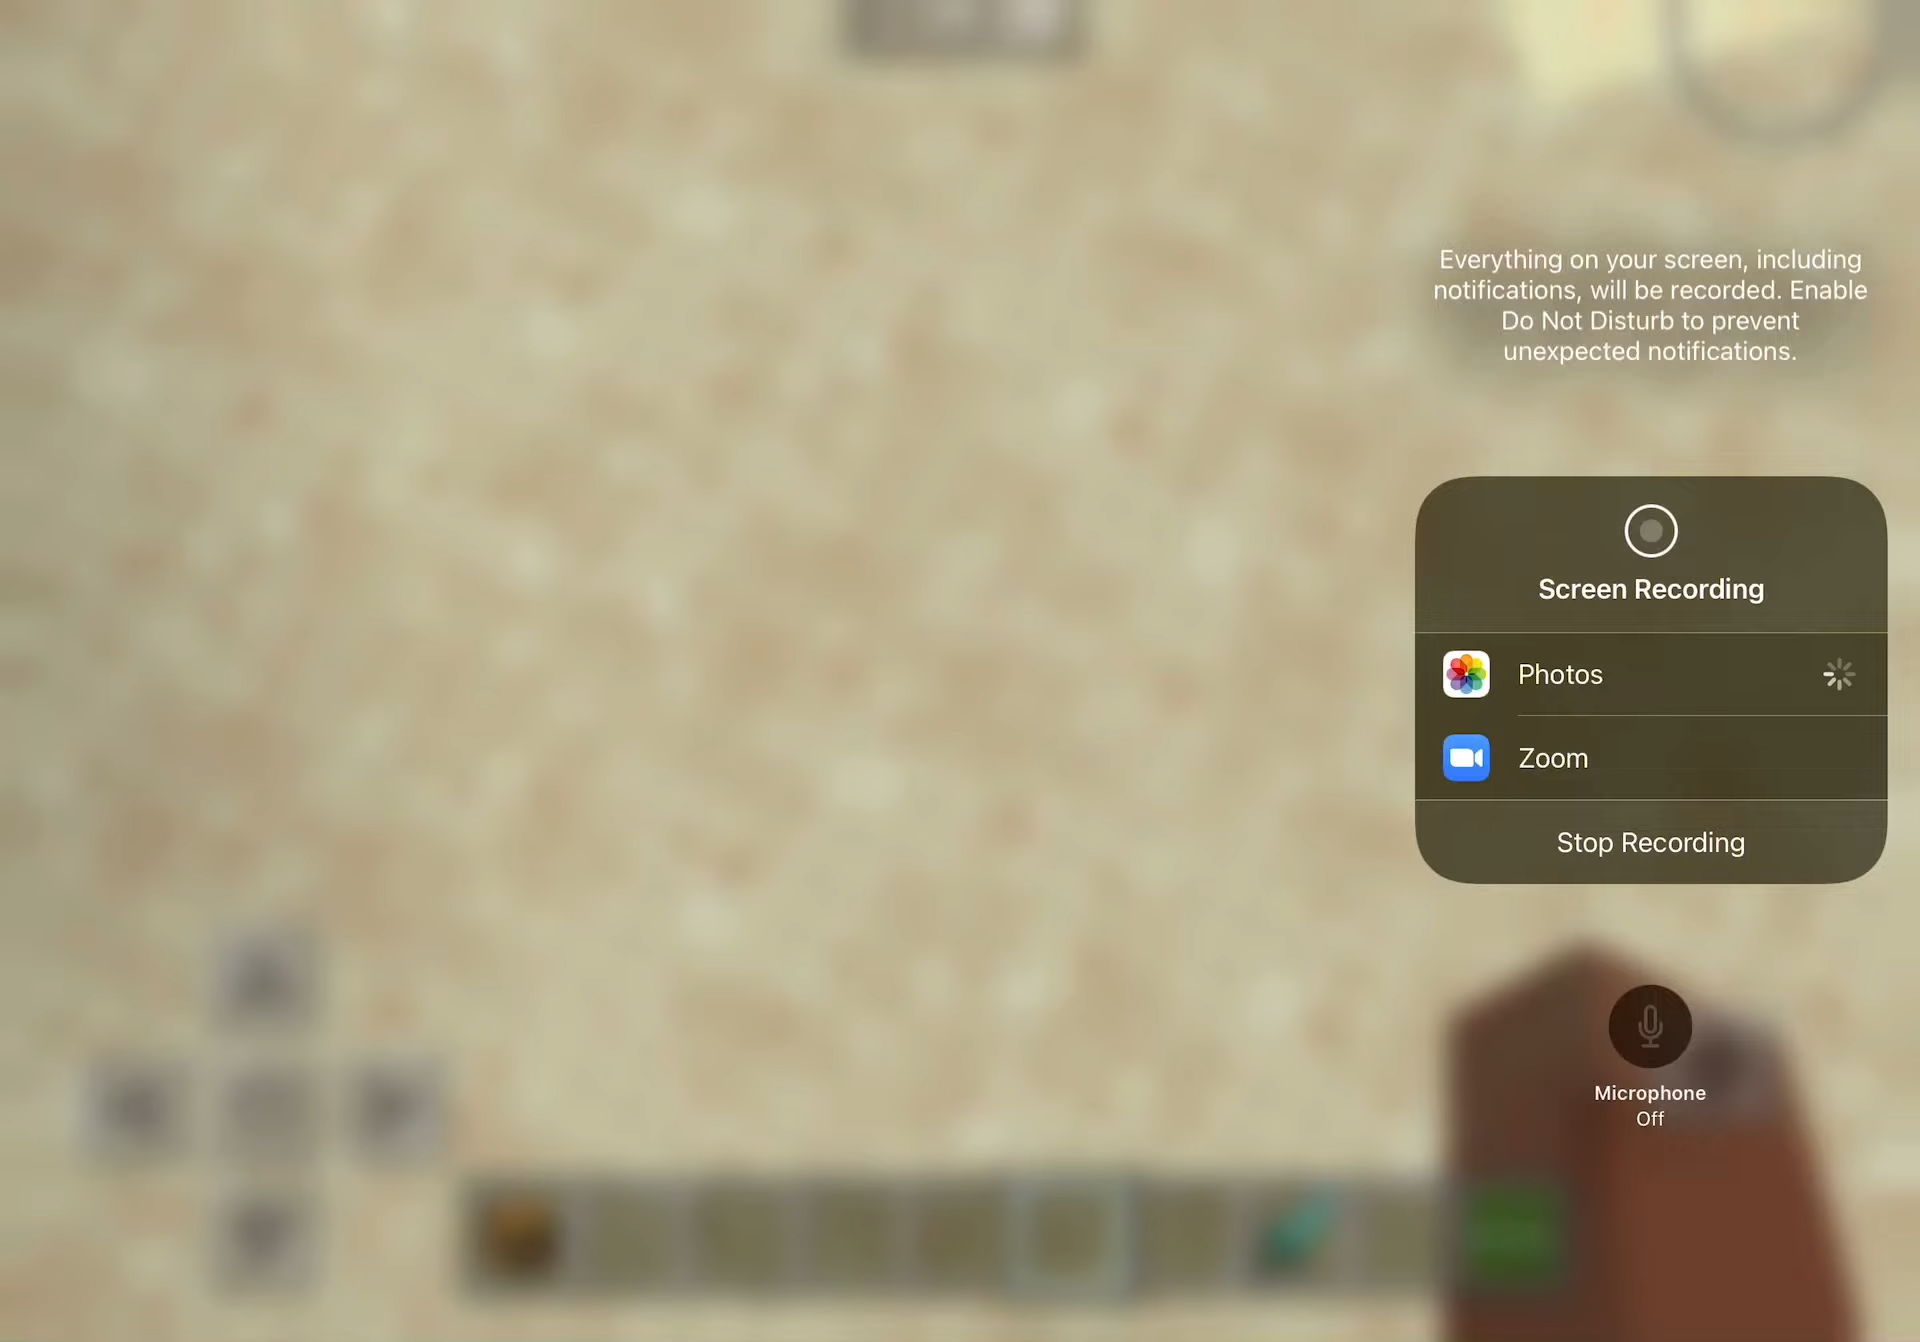 Everything on your screen, including
notifications, will be recorded. Enable
Do Not Disturb to prevent
unexpected notifications.
Screen Recording
Photos
Zoom
Stop Recording
Microphone
Off